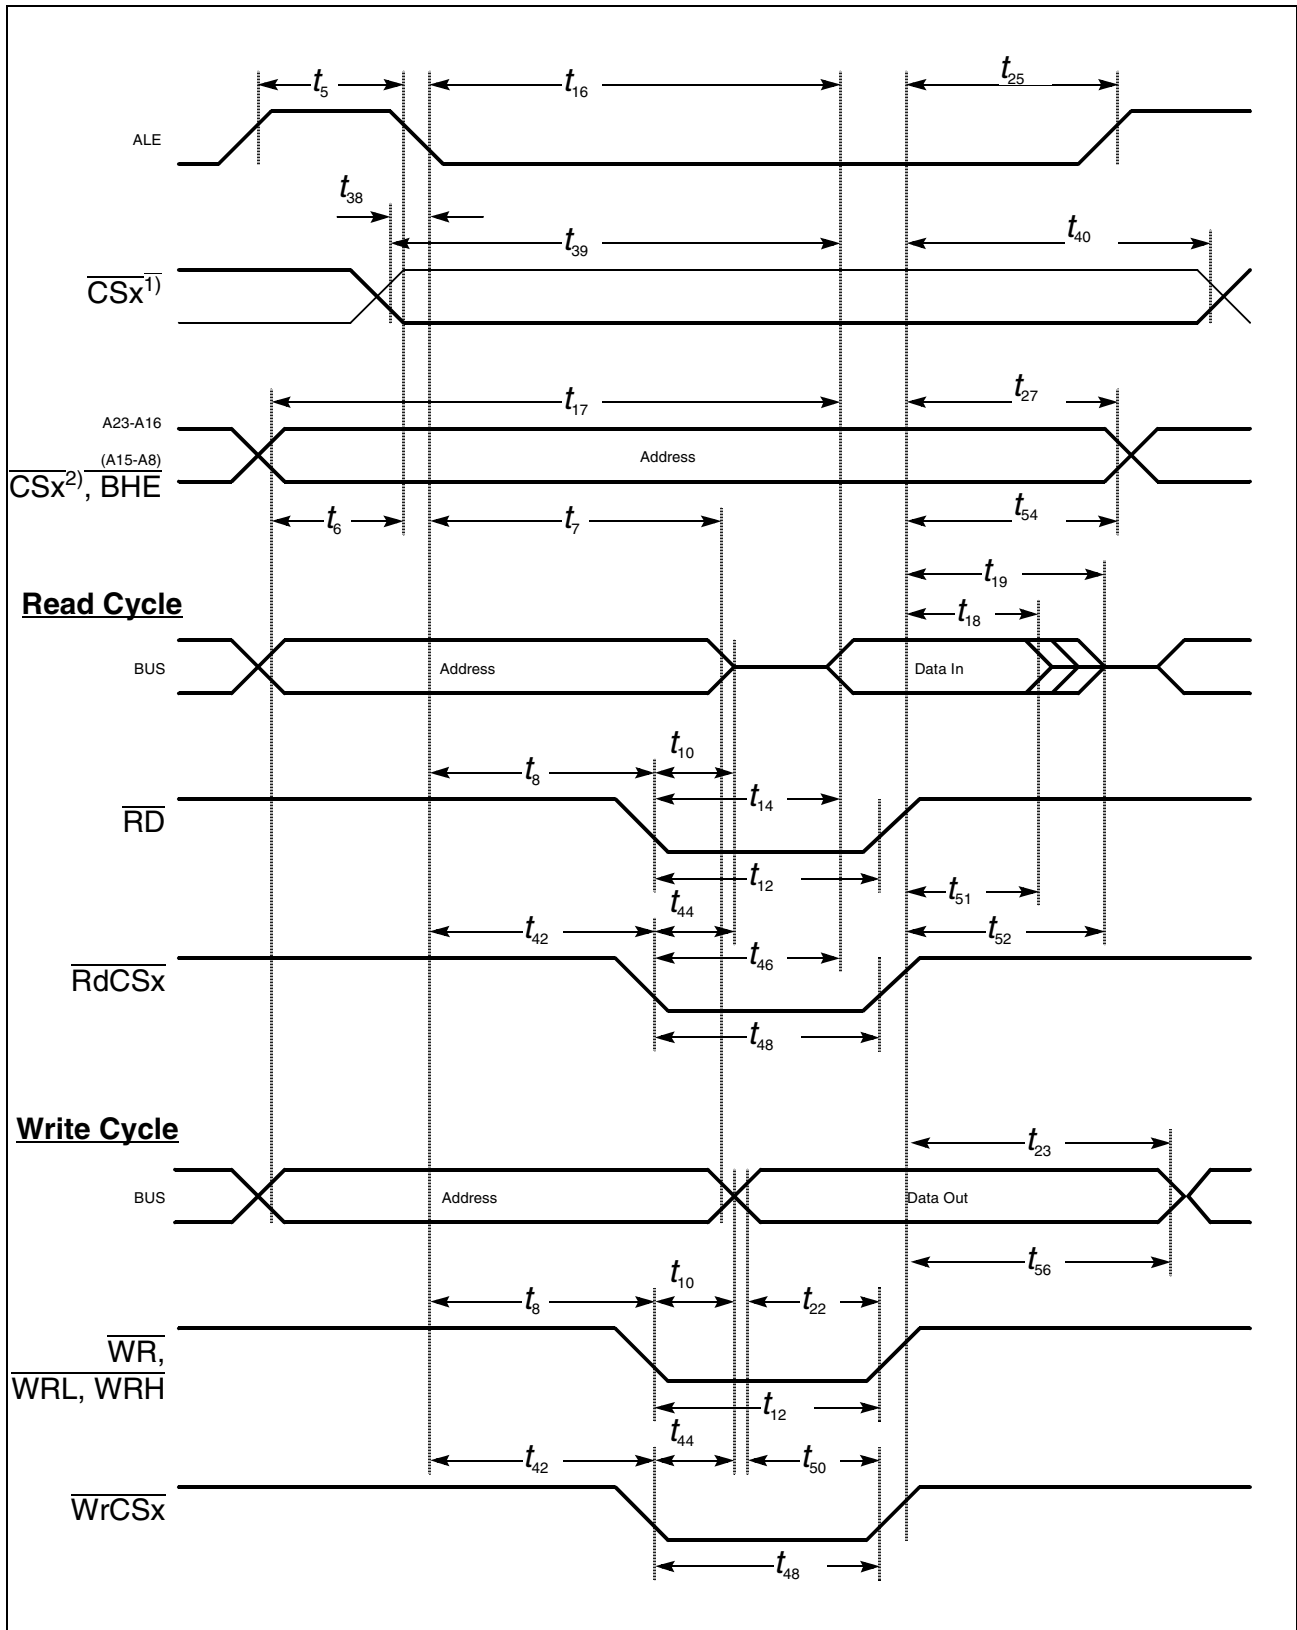 t5 t16 t25
ALE
t38
t39 t40
CSx1)
t17 t27
A23-A16
(A15-A8)
Address
CSx2), BHE
t6 t7 t54
t19
Read Cycle
t18
BUS Address Data In
t10
t8
t14
RD
t12 t51
t44
t42 t52
t46
RdCSx
t48
Write Cycle
t23
BUS Address Data Out
t56
t10
t8 t22
WR,
WRL, WRH
t12
t44
t42 t50
WrCSx
t48